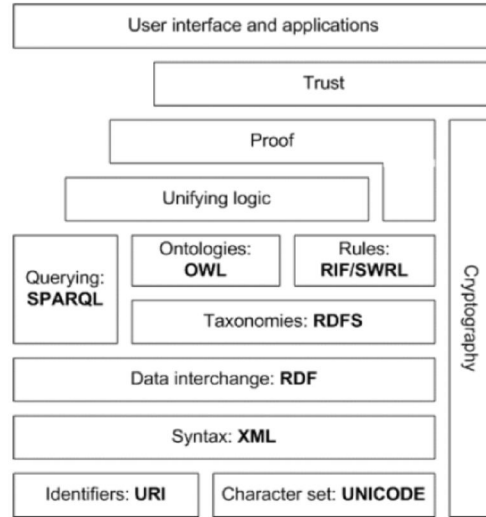 User interface and applications
Trust
Proof
Unifying logic
Querying:
SPARQL
Ontologies:
OWL
Rules:
RIF/SWRL
Taxonomies: RDFS
Data interchange: RDF
Syntax: XML
Identifiers: URI
Character set: UNICODE
Cryptography